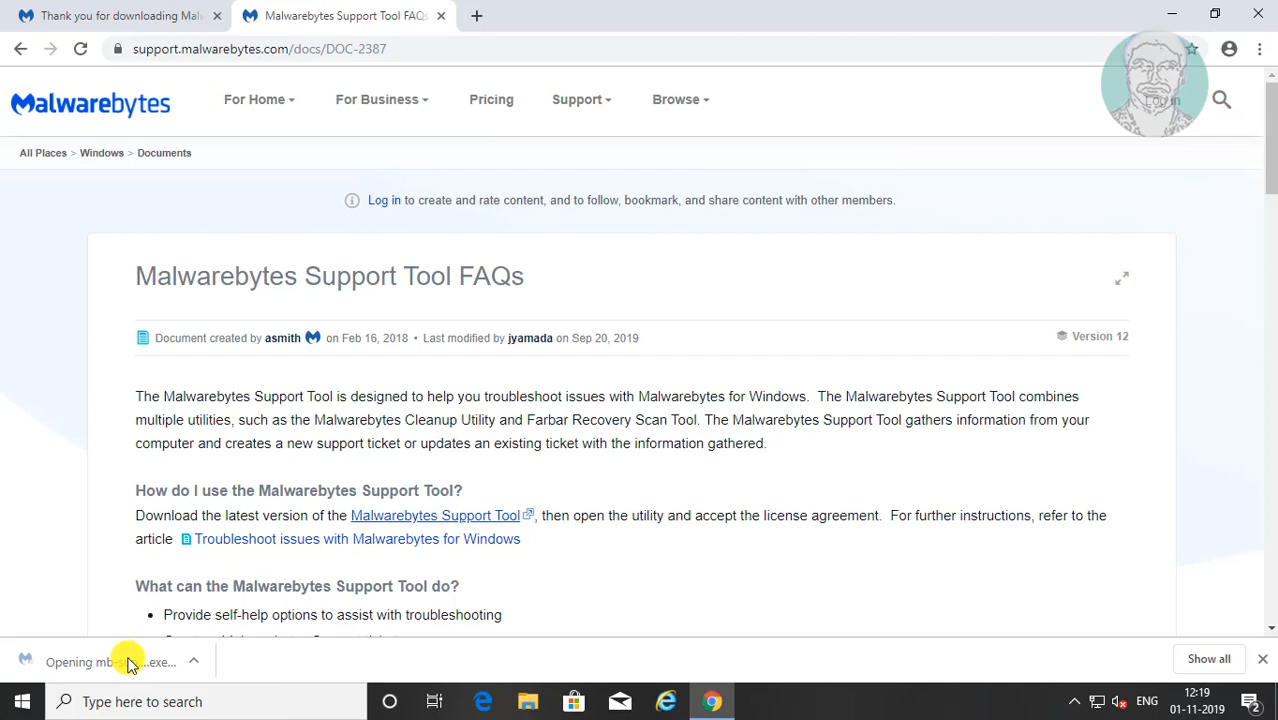 Thank you for downloading Mal
Malwarebytes Support Tool FAQs
support.malwarebytes.com/docs/DOC-2387
Malwarebytes
For Home
For Business
Pricing
Support
Browse
Log in
All Places > Windows > Documents
Log in to create and rate content, and to follow, bookmark, and share content with other members.
Malwarebytes Support Tool FAQs
Document created by asmith on Feb 16, 2018 • Last modified by jyamada on Sep 20, 2019
Version 12
The Malwarebytes Support Tool is designed to help you troubleshoot issues with Malwarebytes for Windows. The Malwarebytes Support Tool combines
multiple utilities, such as the Malwarebytes Cleanup Utility and Farbar Recovery Scan Tool. The Malwarebytes Support Tool gathers information from your
computer and creates a new support ticket or updates an existing ticket with the information gathered.
How do I use the Malwarebytes Support Tool?
Download the latest version of the Malwarebytes Support Tool, then open the utility and accept the license agreement. For further instructions, refer to the
article Troubleshoot issues with Malwarebytes for Windows
What can the Malwarebytes Support Tool do?
• Provide self-help options to assist with troubleshooting
Opening mb-su...exe...
Show all
Type here to search
ENG
12:19
01-11-2019
2